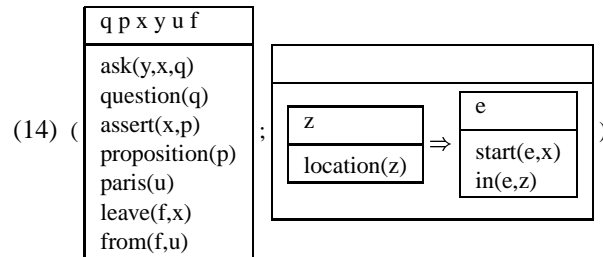 q p x y u f
ask(y,x,q)
question(q)
assert(x,p)
proposition(p)
paris(u)
leave(f,x)
from(f,u)
(14) ( ; z ⇒ e )
location(z)
start(e,x)
in(e,z)